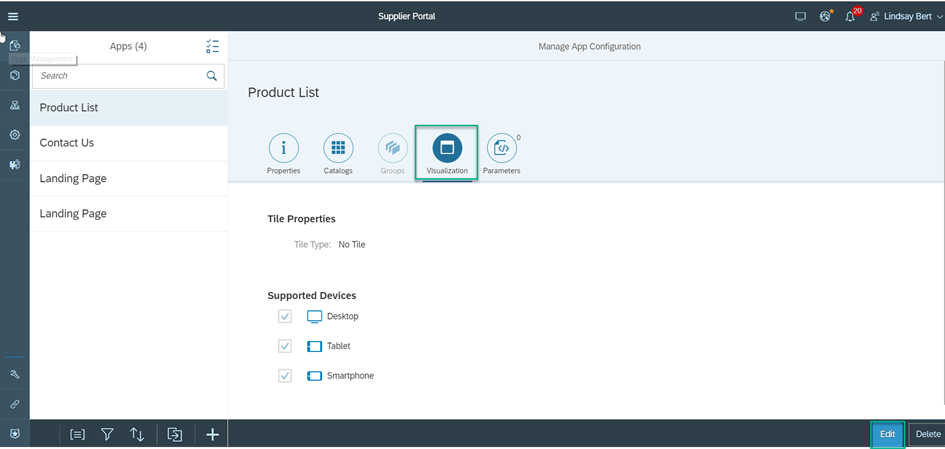 Supplier Portal
20
Lindsay Bert
Apps (4)
Page Management
Search
Product List
Contact Us
Landing Page
Landing Page
Manage App Configuration
Product List
Properties
Catalogs
Groups
Visualization
0
Parameters
Tile Properties
Tile Type: No Tile
Supported Devices
Desktop
Tablet
Smartphone
Edit
Delete